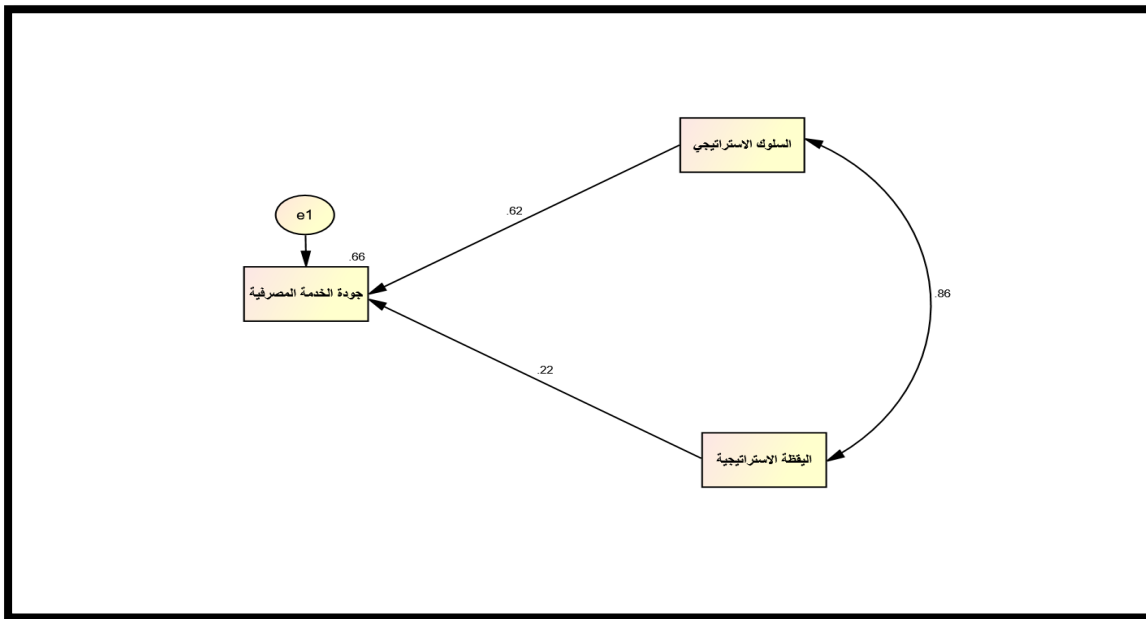 السلوك الاستراتيجي
.62
e1
.66
جودة الخدمة المصرفية
.86
.22
اليقظة الاستراتيجية